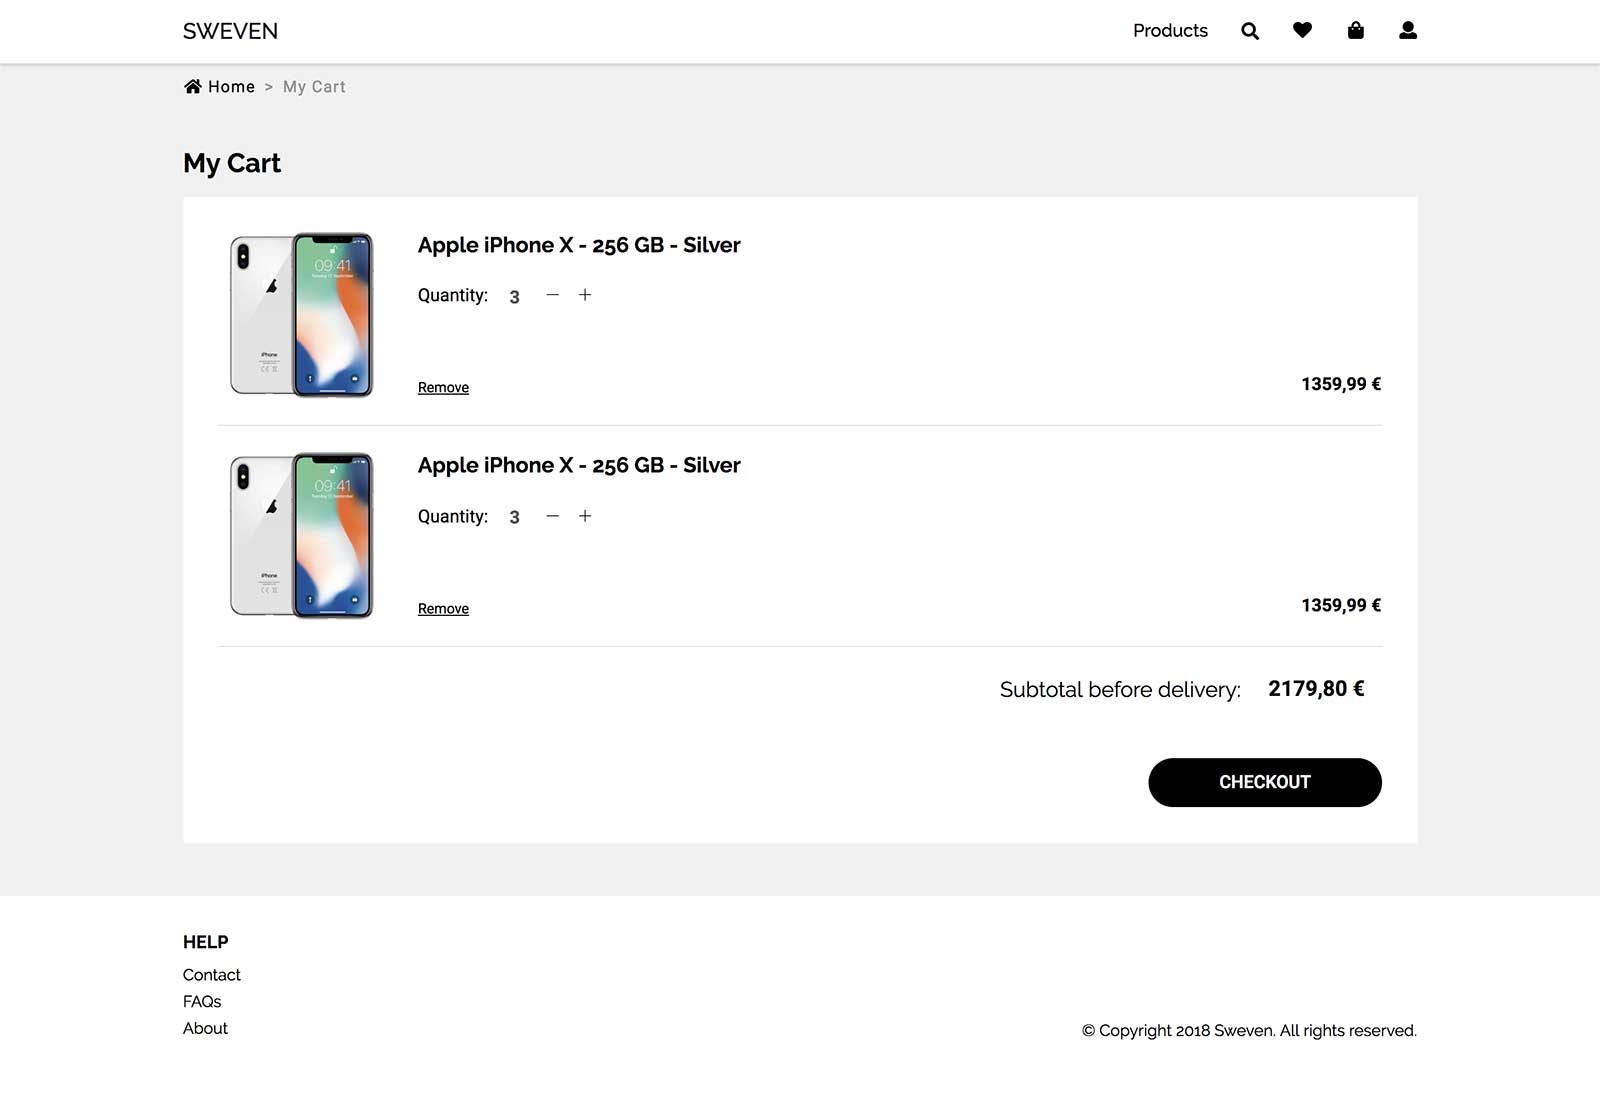 SWEVEN
Products
Home > My Cart
My Cart
Apple iPhone X - 256 GB - Silver
Quantity: 3 − +
Remove
1359,99 €
09:41
iPhone
Apple iPhone X - 256 GB - Silver
Quantity: 3 − +
Remove
1359,99 €
09:41
iPhone
Subtotal before delivery: 2179,80 €
CHECKOUT
HELP
Contact
FAQs
About
© Copyright 2018 Sweven. All rights reserved.